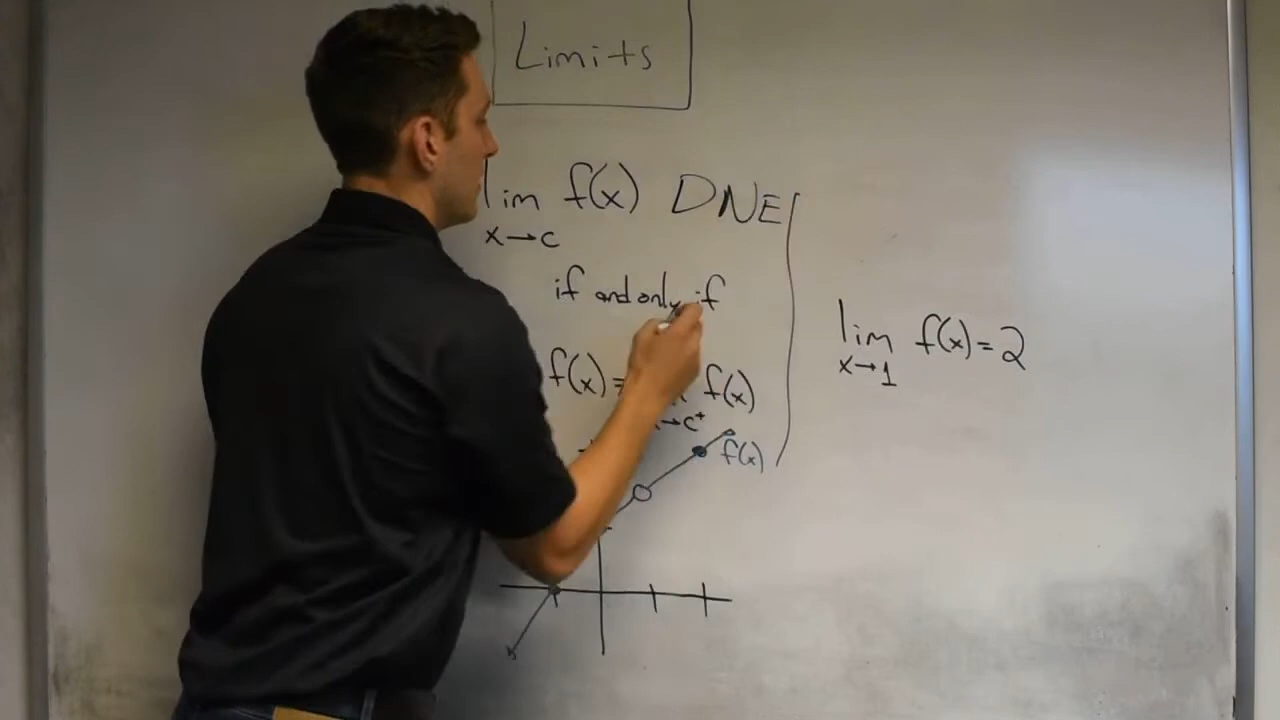 Limits
lim f(x) DNE
x→c
if and only if
f(x) = f(x)
→c⁺
f(x)
lim f(x) = 2
x→1